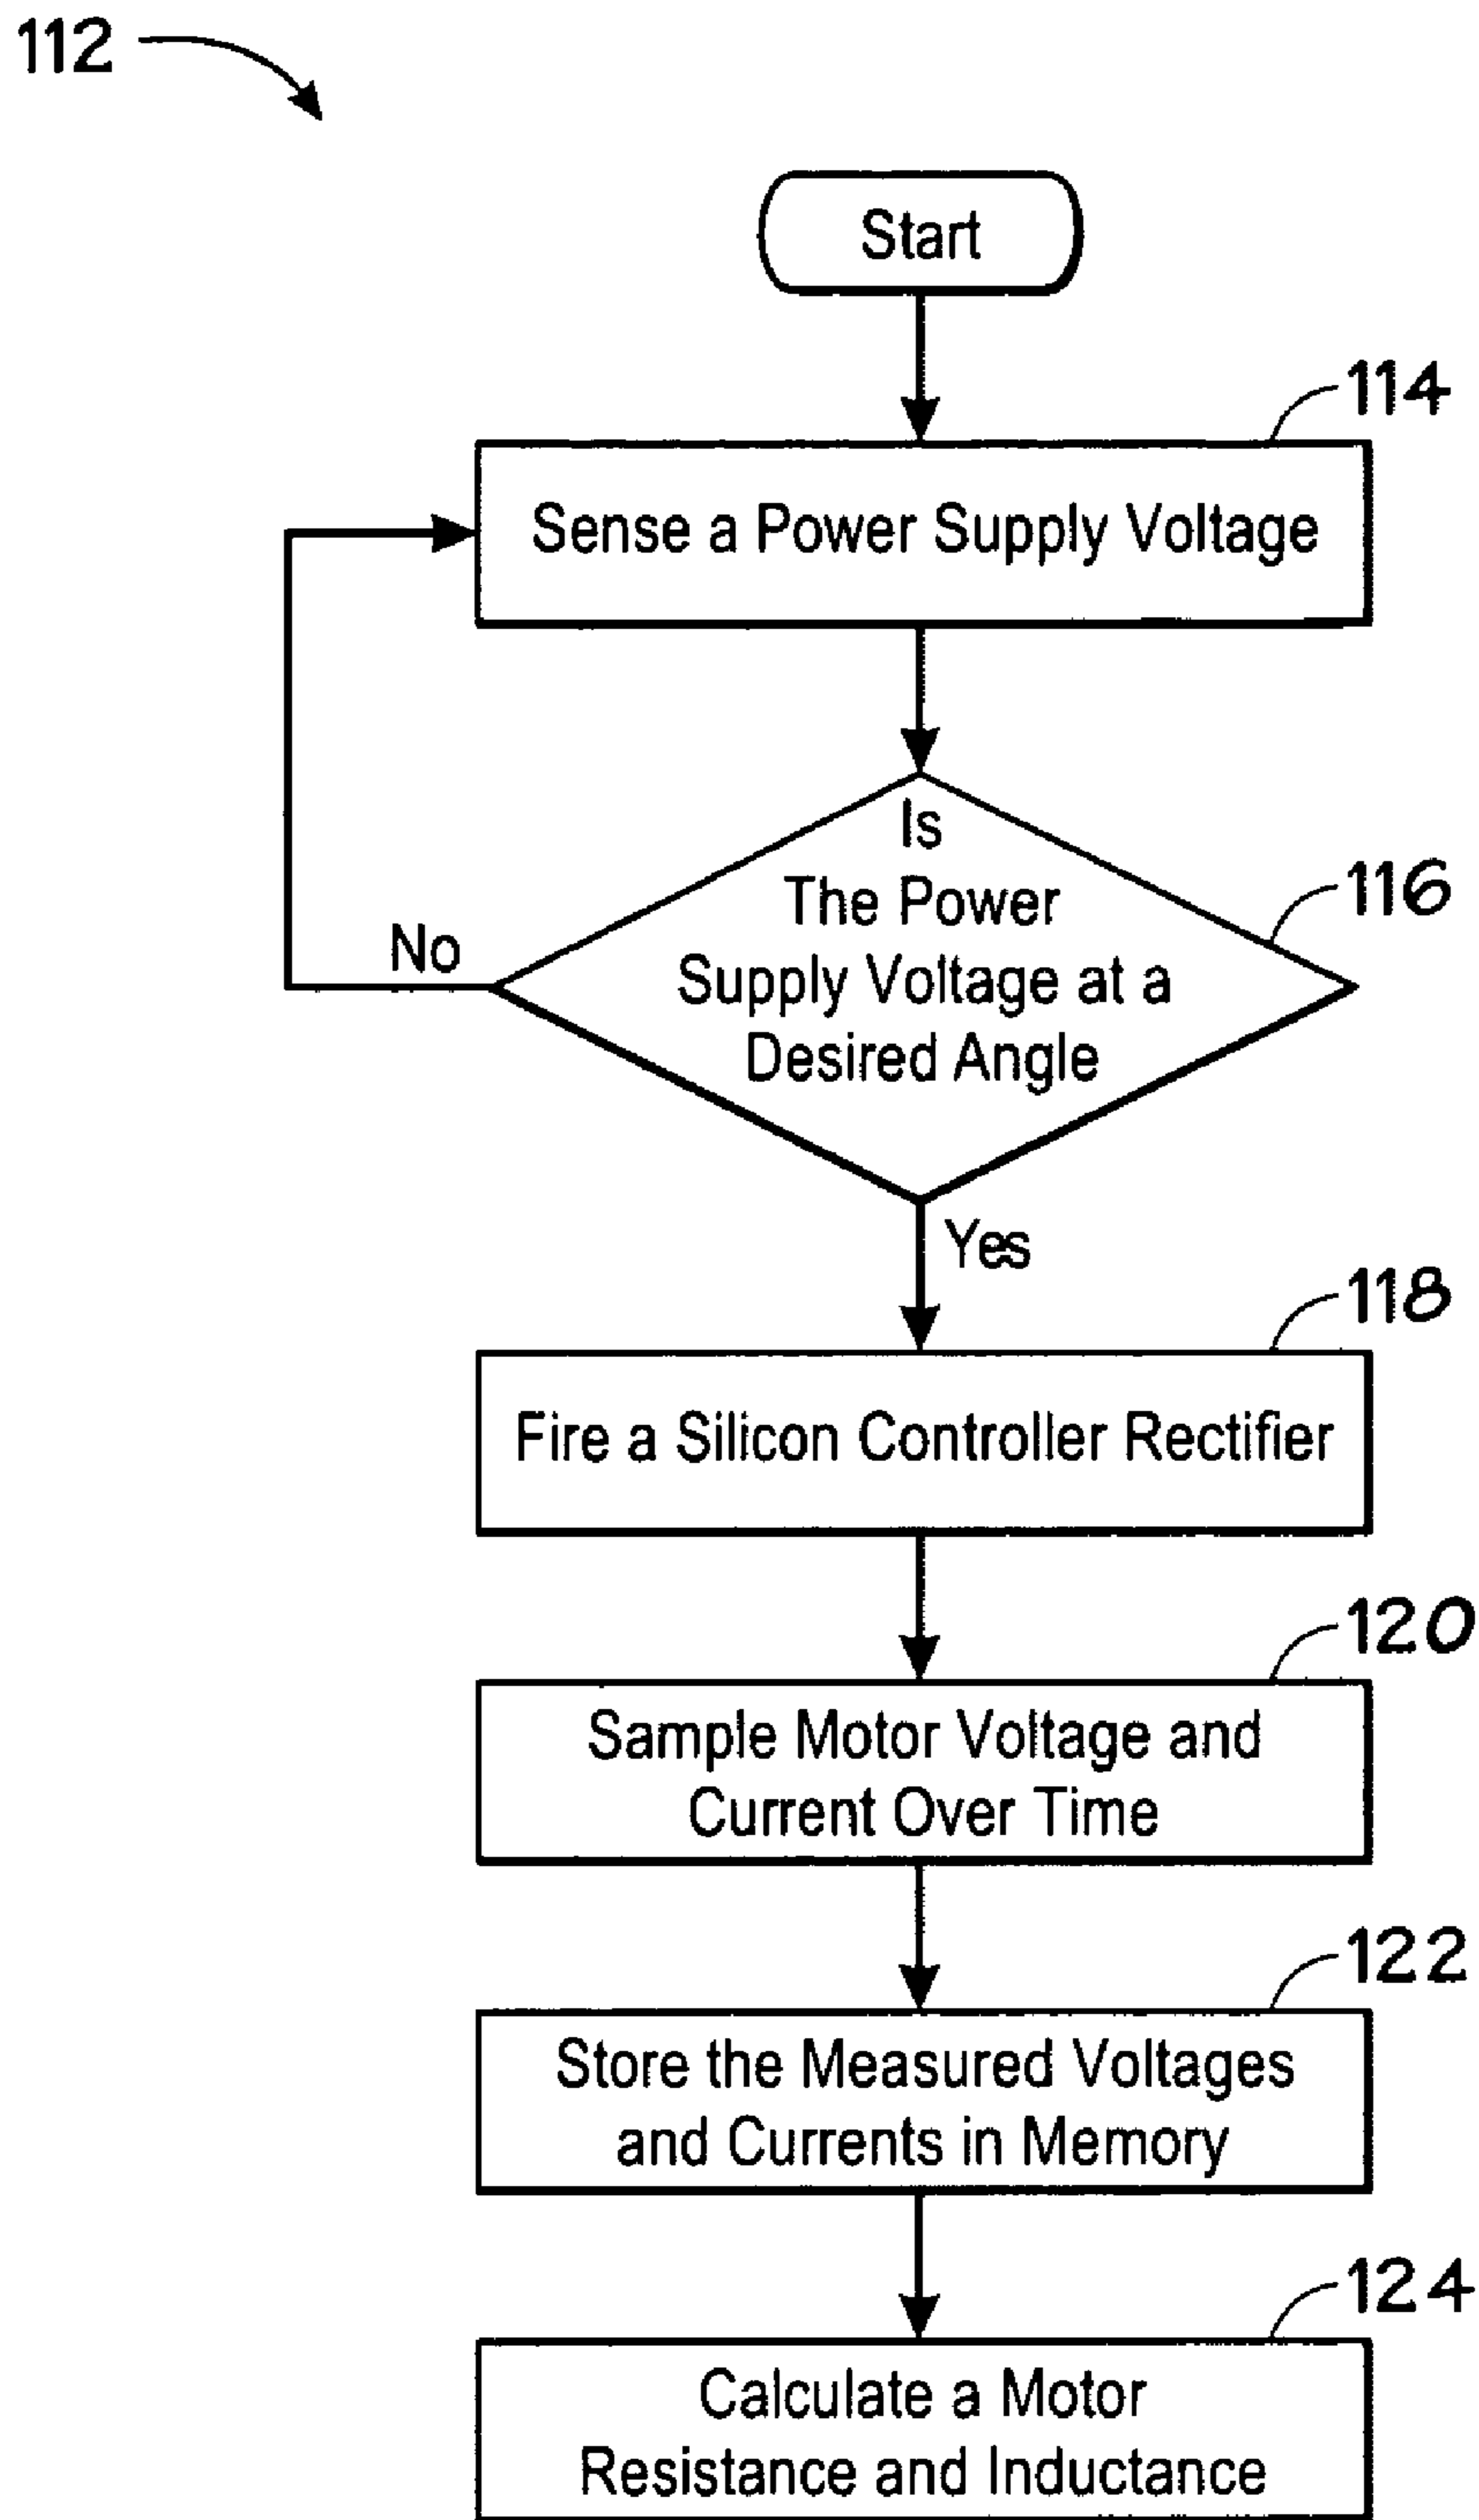 112
Start
114
Sense a Power Supply Voltage
116
Is
The Power
Supply Voltage at a
Desired Angle
No
Yes
118
Fire a Silicon Controller Rectifier
120
Sample Motor Voltage and
Current Over Time
122
Store the Measured Voltages
and Currents in Memory
124
Calculate a Motor
Resistance and Inductance